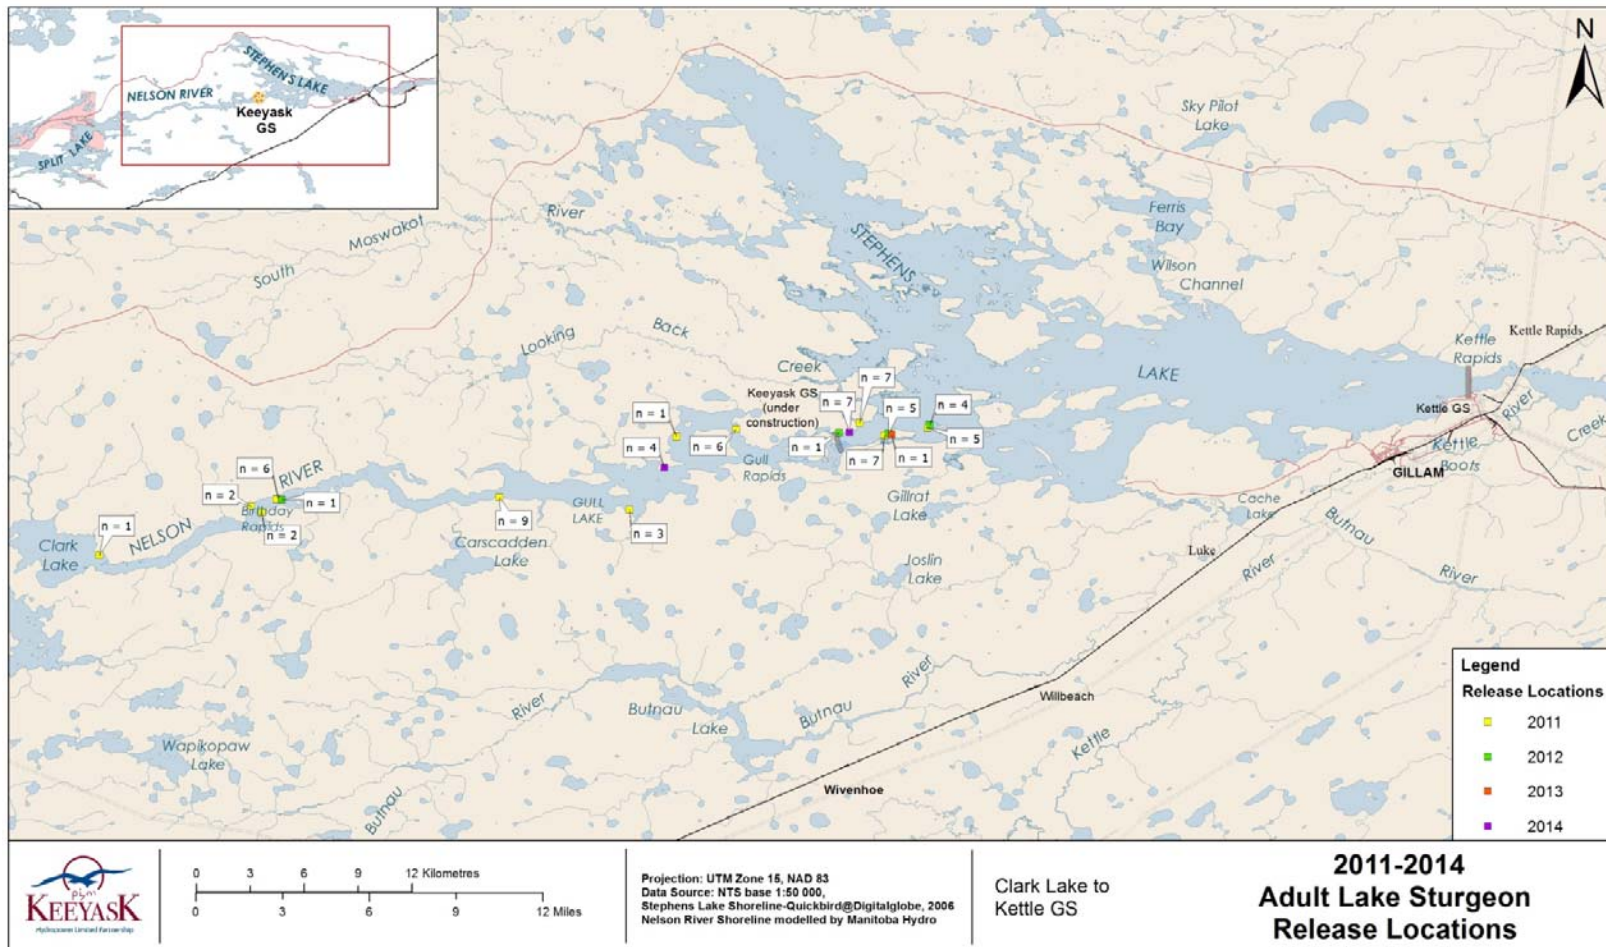 NELSON RIVER
STEPHENS LAKE
Keeyask
GS
SPLIT LAKE
N
Sky Pilot
Lake
Ferris
Bay
Wilson
Channel
South
Moswakot
River
STEPHENS
LAKE
Looking
Back
Creek
Kettle Rapids
Kettle
Rapids
Kettle GS
River
Creek
Kettle
Boots
GILLAM
Keeyask GS
(under
construction)
n = 7
n = 7
n = 5
n = 4
n = 1
n = 4
n = 6
n = 1
n = 7
n = 1
n = 5
Gull
Rapids
Gillrat
Lake
Cache
Lake
n = 6
n = 2
n = 1
n = 1
n = 2
n = 9
n = 3
NELSON
RIVER
Birthday
Rapids
GULL
LAKE
Clark
Lake
Carscadden
Lake
Joslin
Lake
Luke
Butnau
River
River
Butnau
Lake
River
Butnau
River
Butnau
Willbeach
Kettle
Wapikopaw
Lake
Wivenhoe
Legend
Release Locations
2011
2012
2013
2014
KEEYASK
Hydropower Limited Partnership
0 3 6 9 12 Kilometres
0 3 6 9 12 Miles
Projection: UTM Zone 15, NAD 83
Data Source: NTS base 1:50 000,
Stephens Lake Shoreline-Quickbird@Digitalglobe, 2006
Nelson River Shoreline modelled by Manitoba Hydro
Clark Lake to
Kettle GS
2011-2014
Adult Lake Sturgeon
Release Locations